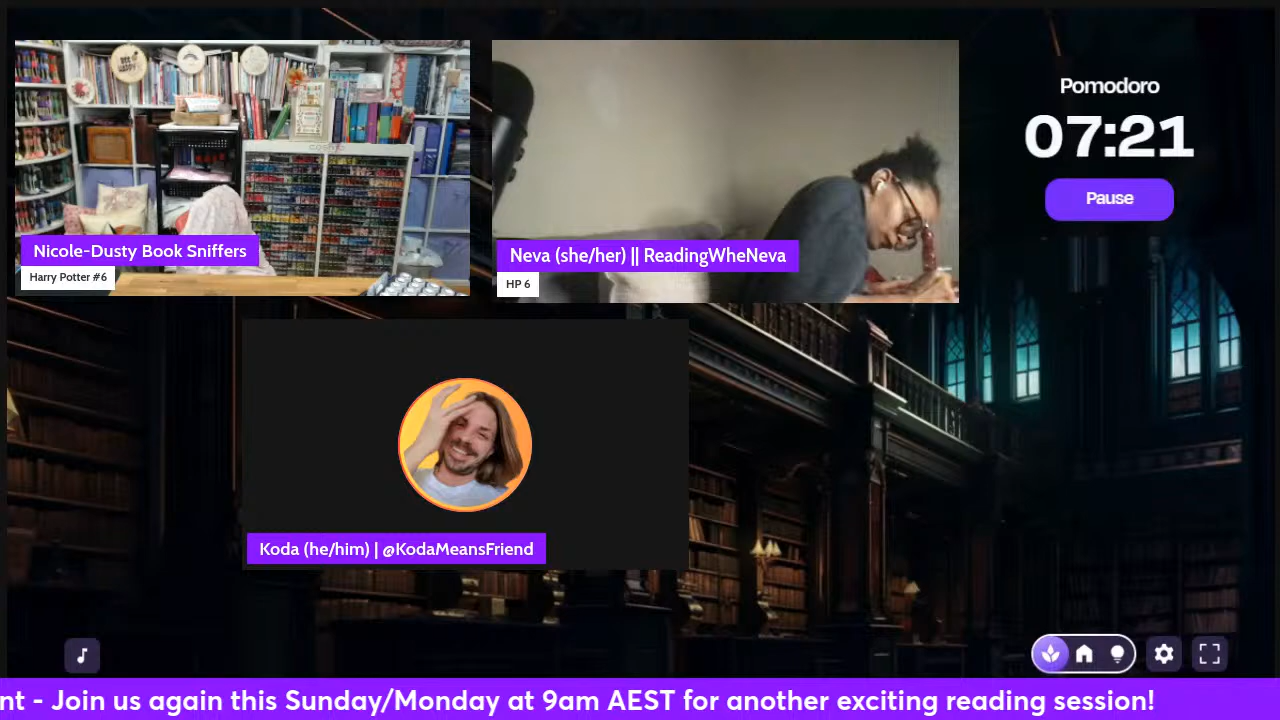 Pomodoro
07:21
Pause
Nicole-Dusty Book Sniffers
Harry Potter #6
Neva (she/her) || ReadingWheNeva
HP 6
Koda (he/him) | @KodaMeansFriend
nt - Join us again this Sunday/Monday at 9am AEST for another exciting reading session!